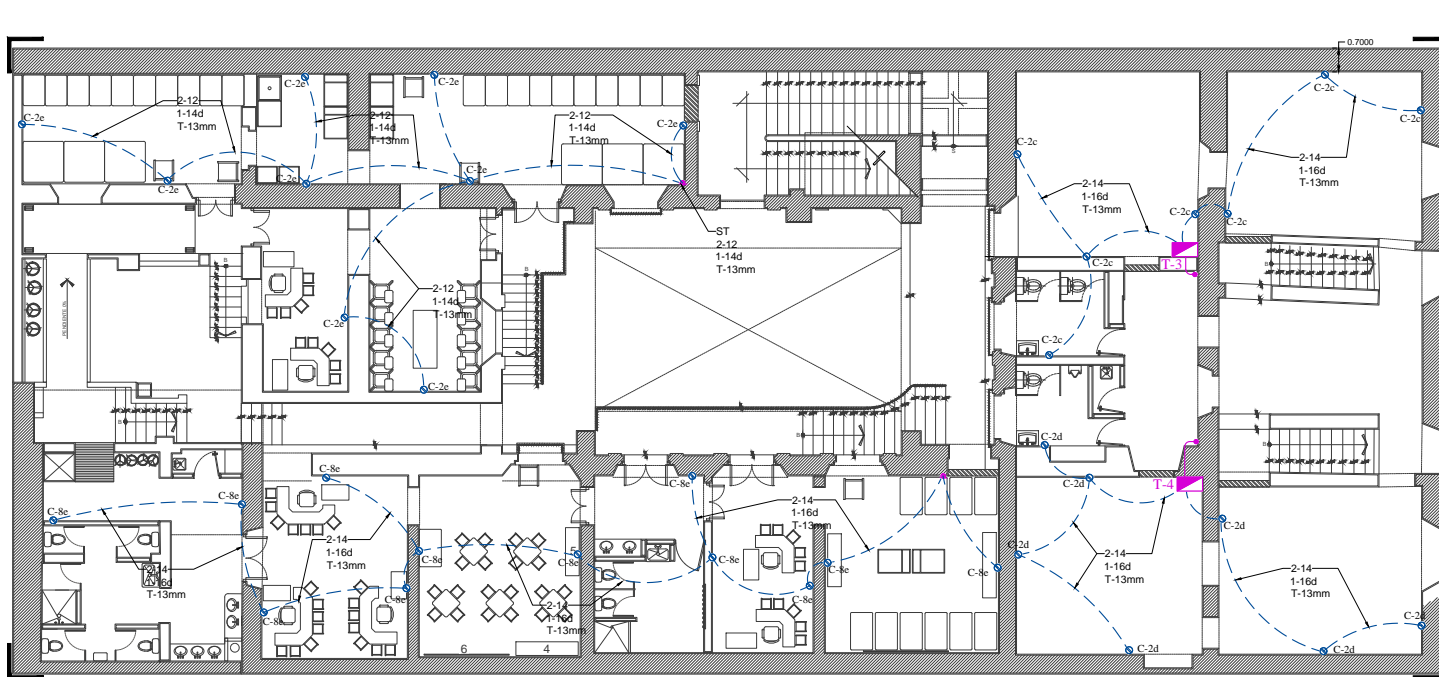 0.7000
C-2e
C-2e
C-2c
C-2e
2-12
1-14d
T-13mm
2-12
1-14d
T-13mm
2-12
1-14d
T-13mm
C-2c
C-2e
C-2c
2-14
1-16d
T-13mm
C-2e
C-2e
C-2e
2-14
1-16d
T-13mm
C-2c
C-2c
ST
2-12
1-14d
T-13mm
C-2c
T-3
PENDIENTE 0%
2-12
1-14d
T-13mm
C-2e
C-2c
C-2e
C-2d
C-8e
C-8e
C-2d
T-4
C-8e
2-14
1-16d
T-13mm
C-8e
C-2d
2-14
1-16d
T-13mm
C-8e
C-8e
C-8e
C-2d
2-14
1-16d
T-13mm
2-14
1-16d
T-13mm
2-14
1-16d
T-13mm
C-8e
C-8e
C-8e
2-14
1-16d
T-13mm
C-8e
C-2d
6
4
C-2d
C-2d